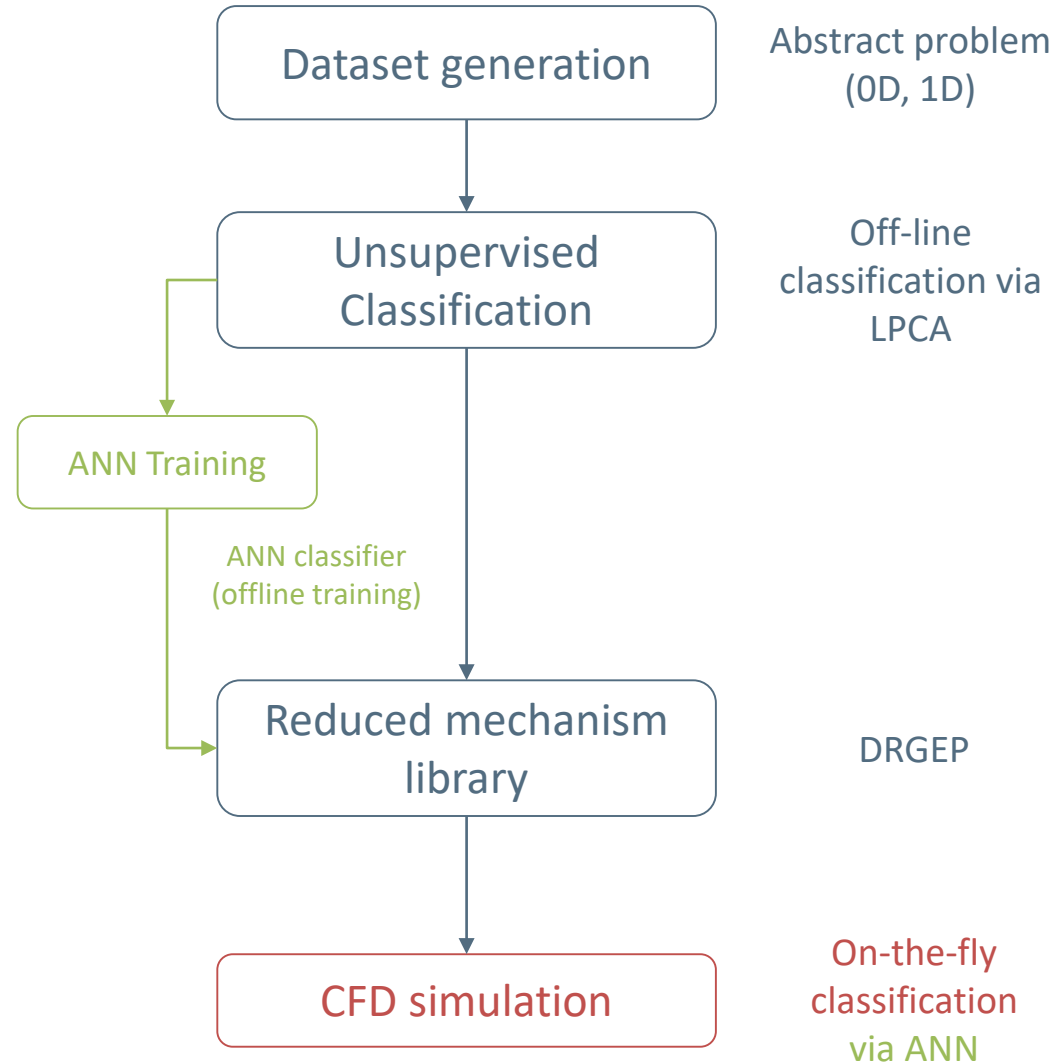 Dataset generation
Abstract problem
(0D, 1D)
Unsupervised
Classification
Off-line
classification via
LPCA
ANN Training
ANN classifier
(offline training)
Reduced mechanism
library
DRGEP
CFD simulation
On-the-fly
classification
via ANN